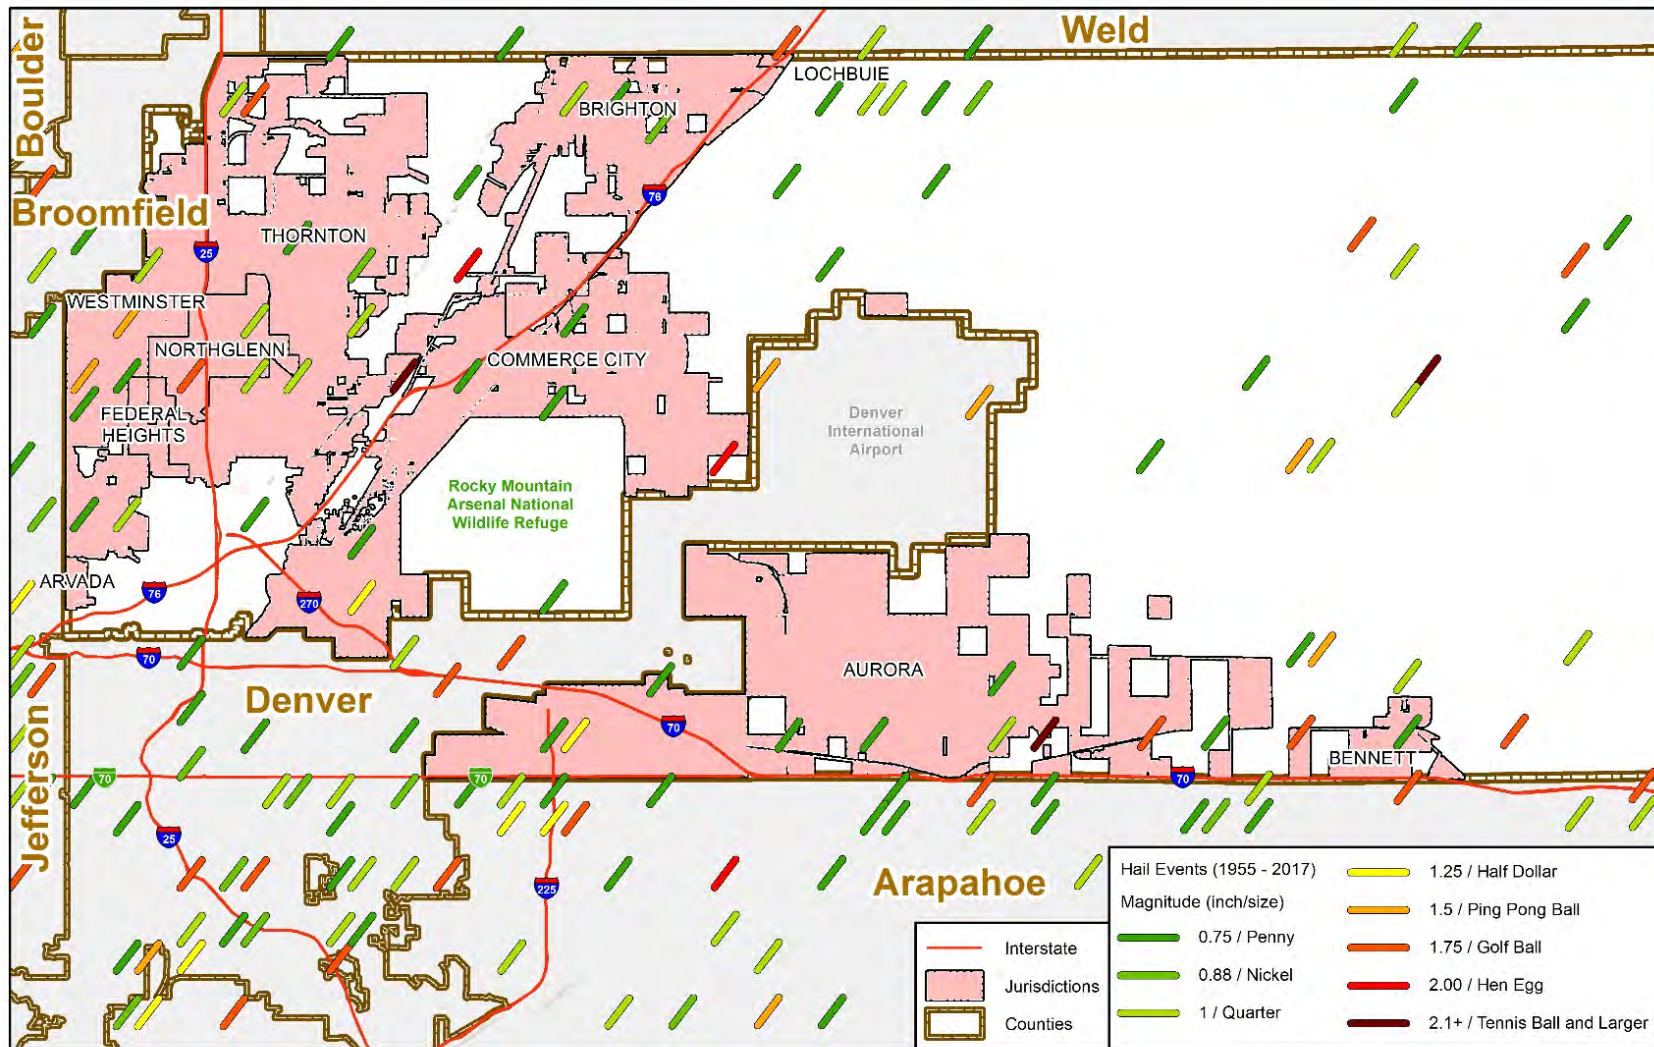 Weld
Boulder
LOCHBUIE
BRIGHTON
76
Broomfield
THORNTON
25
WESTMINSTER
NORTHGLENN
COMMERCE CITY
FEDERAL
HEIGHTS
Denver
International
Airport
Rocky Mountain
Arsenal National
Wildlife Refuge
ARVADA
76
270
70
AURORA
Denver
70
BENNETT
70
70
70
Jefferson
25
225
Arapahoe
Interstate
Jurisdictions
Counties
Hail Events (1955 - 2017)
Magnitude (inch/size)
0.75 / Penny
0.88 / Nickel
1 / Quarter
1.25 / Half Dollar
1.5 / Ping Pong Ball
1.75 / Golf Ball
2.00 / Hen Egg
2.1+ / Tennis Ball and Larger